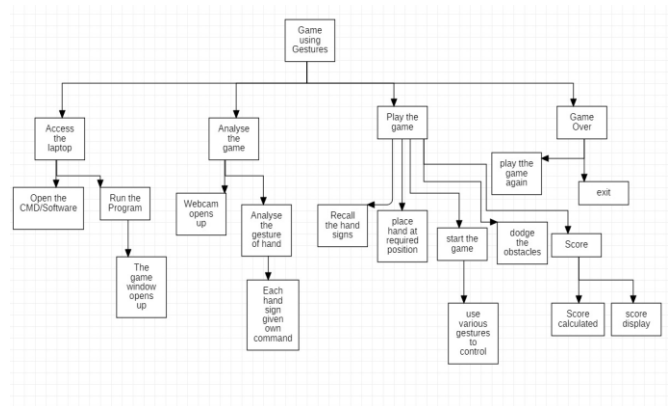 Game
using
Gestures
Access
the
laptop
Analyse
the
game
Play the
game
Game
Over
Open the
CMD/Software
Run the
Program
Webcam
opens
up
Analyse
the
gesture
of hand
Recall
the hand
signs
place
hand at
required
position
start the
game
dodge
the
obstacles
Score
play tthe
game
again
exit
The
game
window
opens
up
Each
hand
sign
given
own
command
use
various
gestures
to
control
Score
calculated
score
display